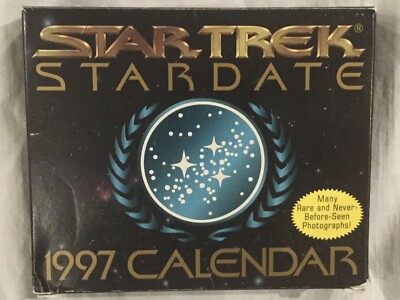 STAR TREK®
STARDATE
Many
Rare and Never-
Before-Seen
Photographs!
1997 CALENDAR